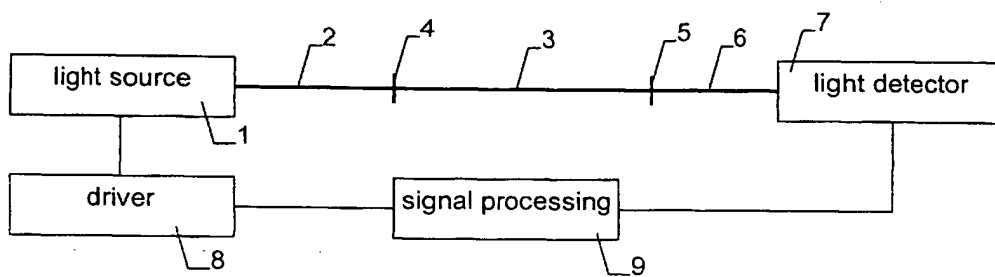 2 4 3 5 6 7
light source
light detector
1
driver
signal processing
8 9